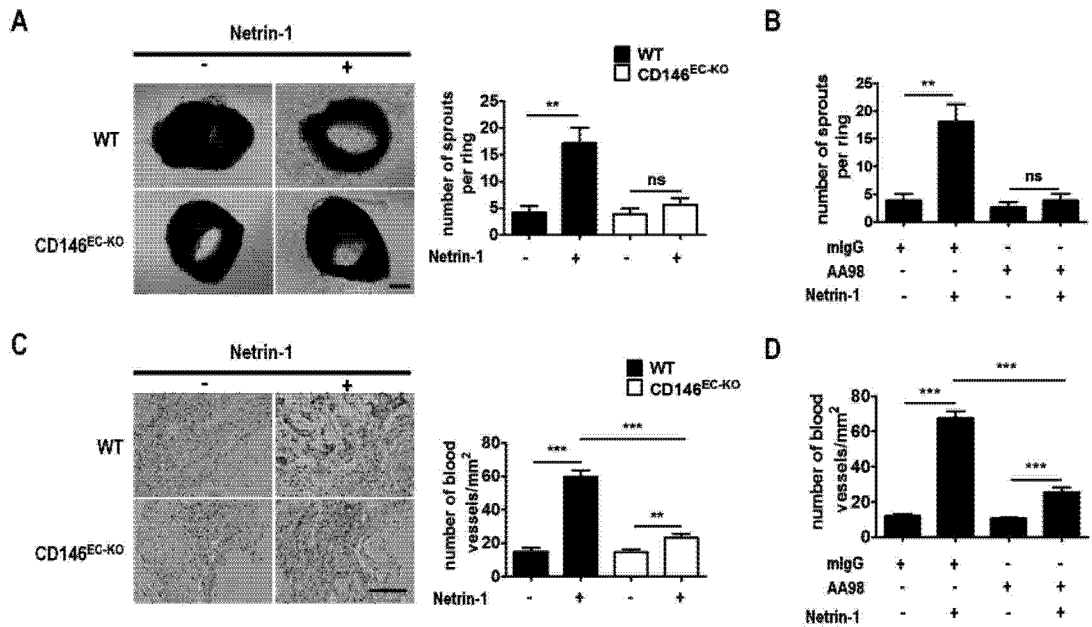 A
Netrin-1
- +
WT
CD146EC-KO
WT
CD146EC-KO
number of sprouts
per ring
25
20
15
10
5
0
**
ns
Netrin-1 - + - +
B
number of sprouts
per ring
25
20
15
10
5
0
**
ns
mIgG + + - -
AA98 - - + +
Netrin-1 - + - +
C
Netrin-1
- +
WT
CD146EC-KO
WT
CD146EC-KO
number of blood
vessels/mm2
80
60
40
20
0
***
***
**
Netrin-1 - + - +
D
number of blood
vessels/mm2
80
60
40
20
0
***
***
***
mIgG + + - -
AA98 - - + +
Netrin-1 - + - +